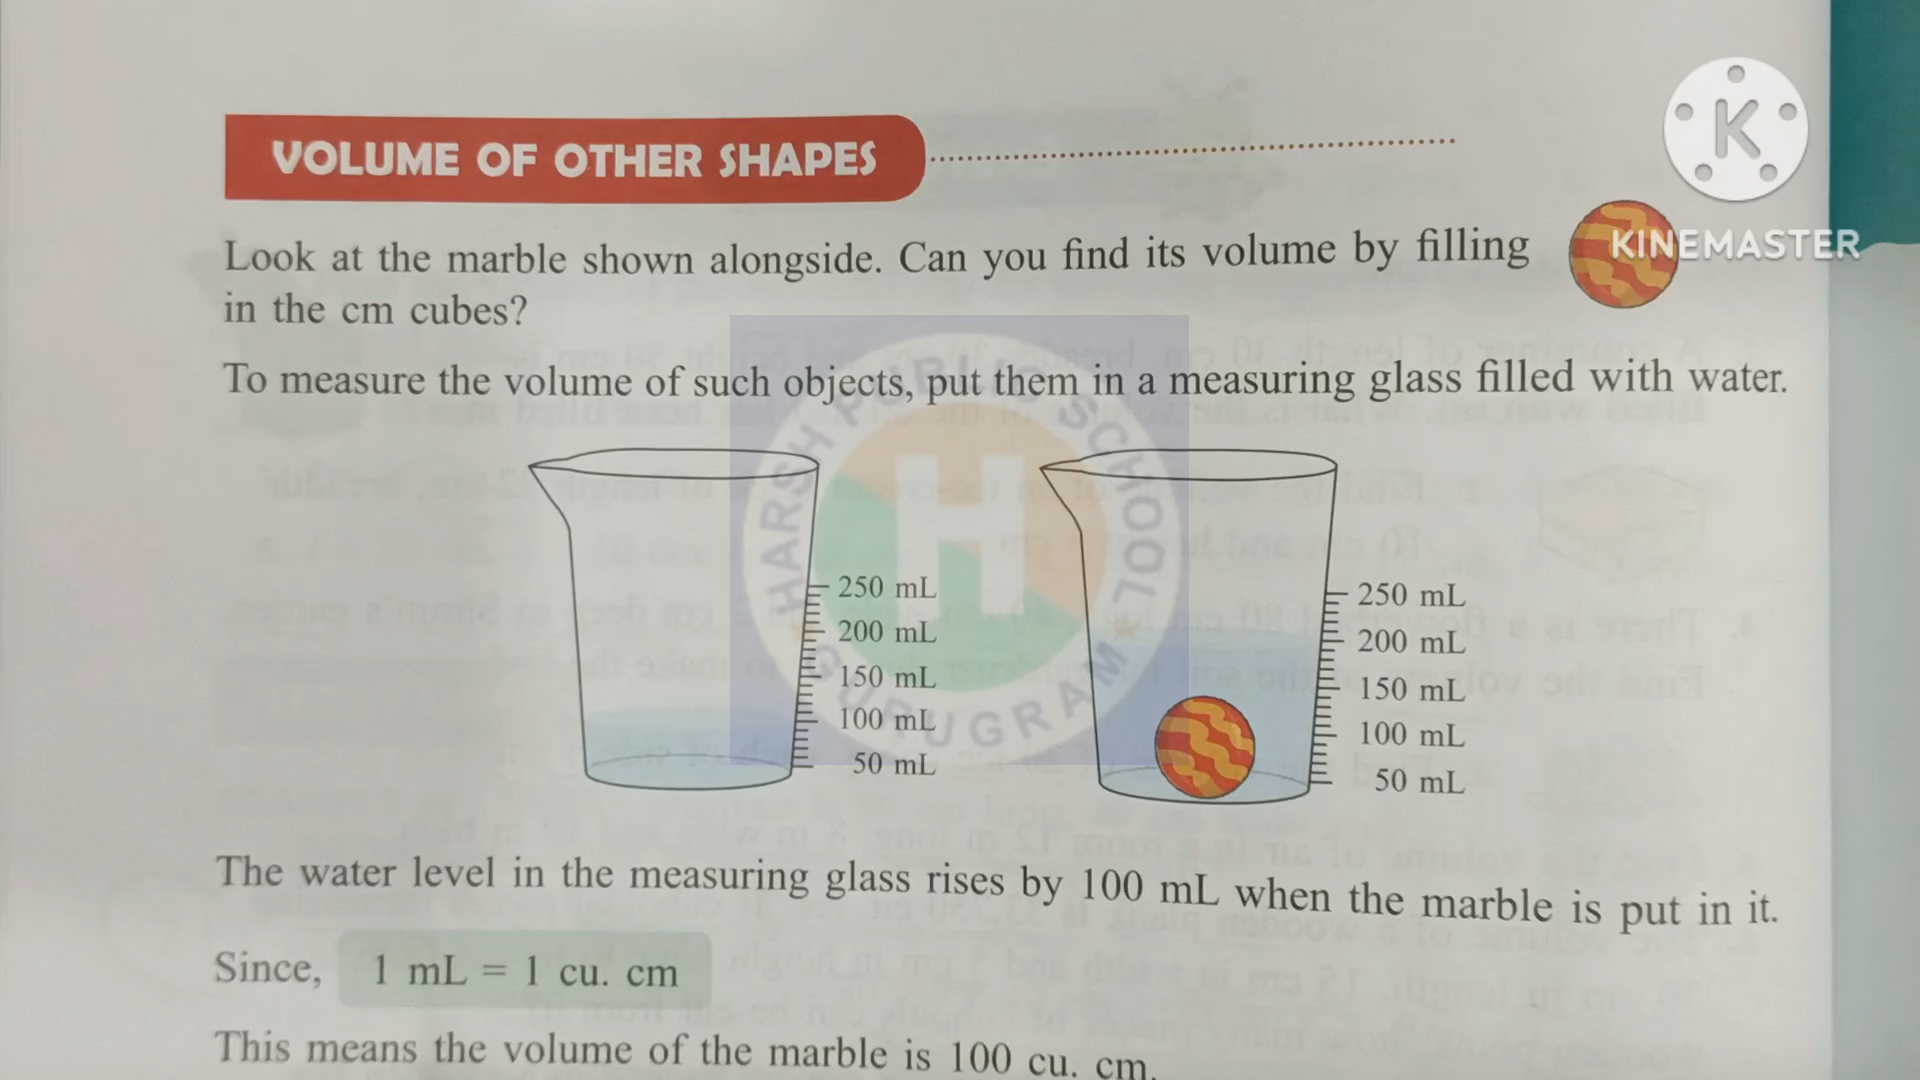 VOLUME OF OTHER SHAPES
K
KINEMASTER
Look at the marble shown alongside. Can you find its volume by filling
in the cm cubes?
To measure the volume of such objects, put them in a measuring glass filled with water.
HARSH PUBLIC SCHOOL
H
GURUGRAM
250 mL
200 mL
150 mL
100 mL
50 mL
250 mL
200 mL
150 mL
100 mL
50 mL
The water level in the measuring glass rises by 100 mL when the marble is put in it.
Since, 1 mL = 1 cu. cm
This means the volume of the marble is 100 cu. cm.